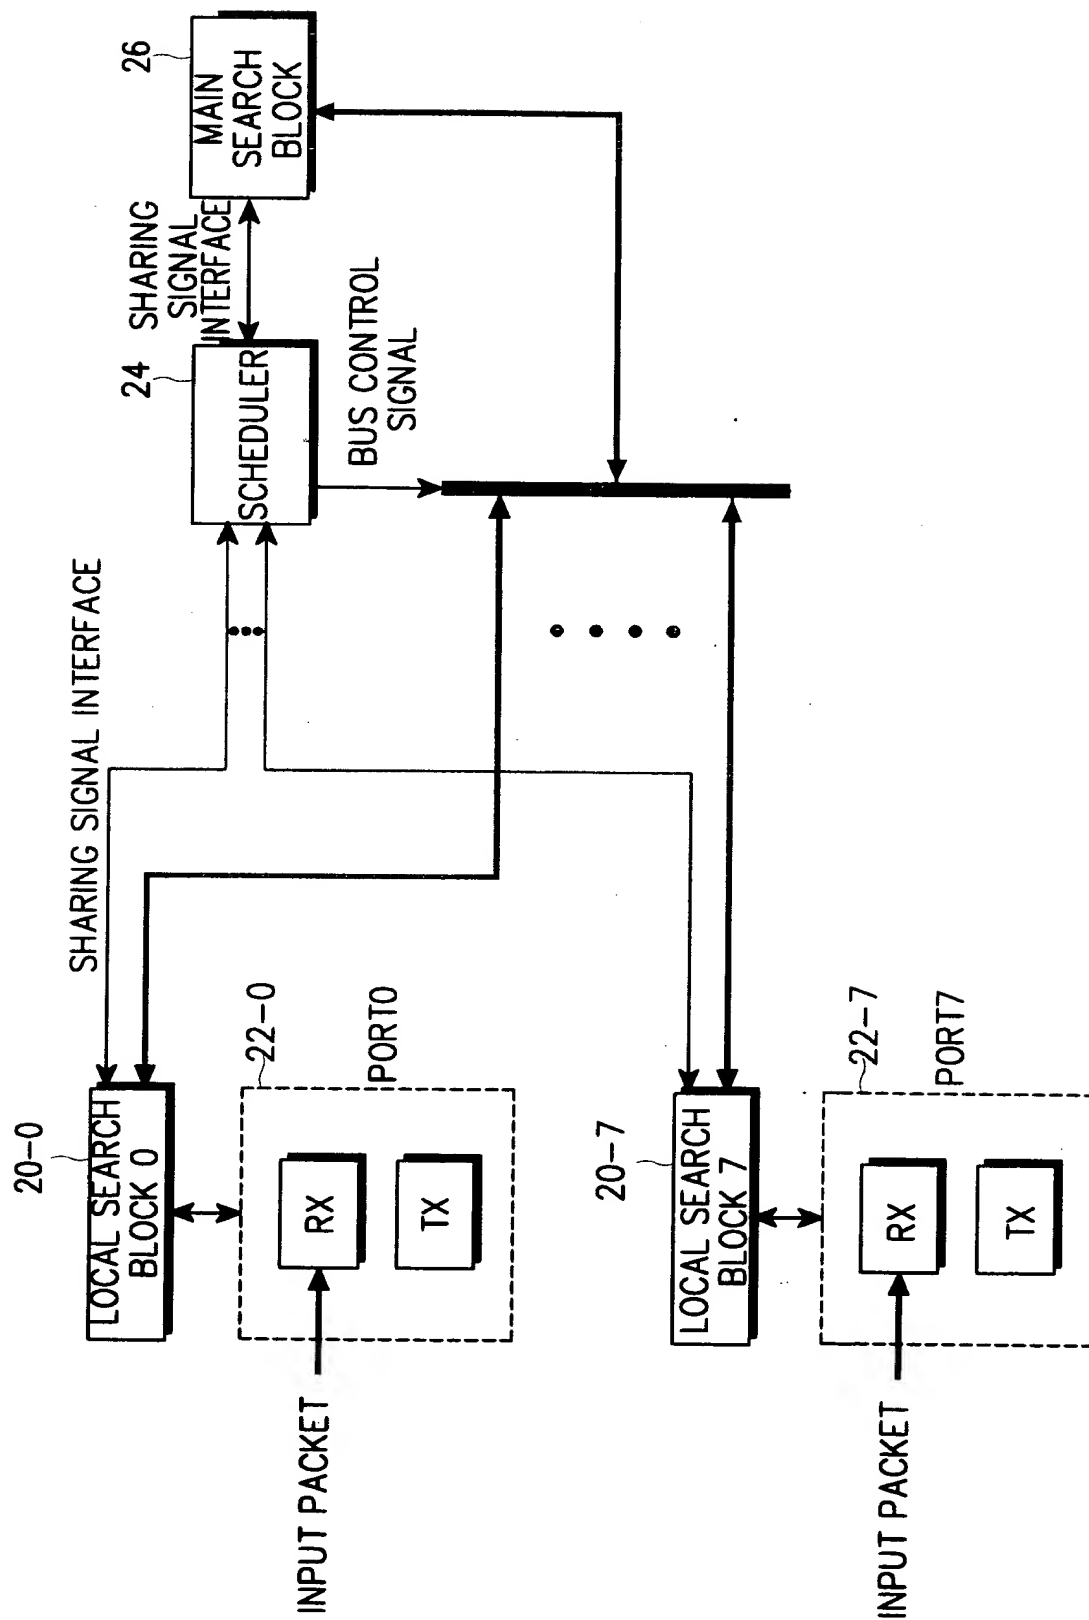 SHARING SIGNAL INTERFACE
20-0
LOCAL SEARCH
BLOCK 0
22-0
PORT0
RX
TX
INPUT PACKET
24
SCHEDULER
SHARING
SIGNAL
INTERFACE
26
MAIN
SEARCH
BLOCK
BUS CONTROL
SIGNAL
20-7
LOCAL SEARCH
BLOCK 7
22-7
PORT7
RX
TX
INPUT PACKET